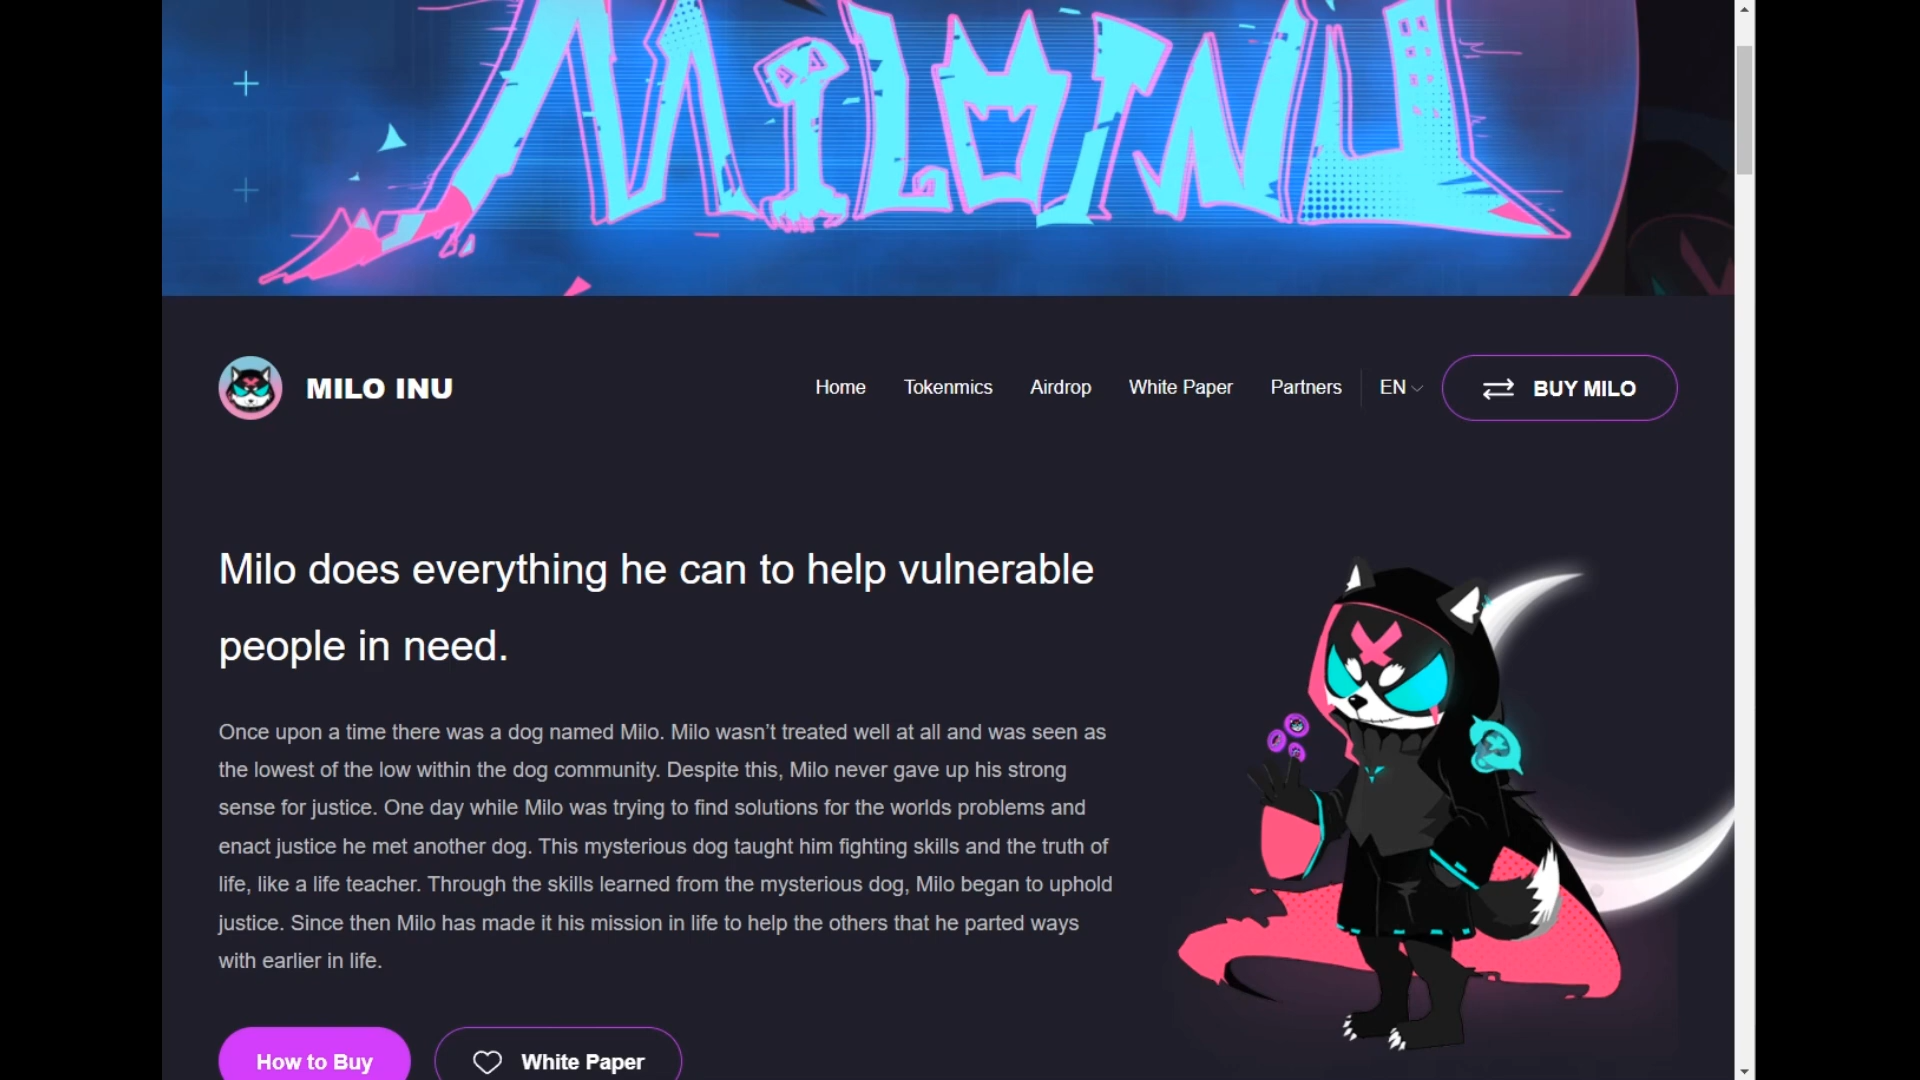 MILOINU
MILO INU
Home
Tokenmics
Airdrop
White Paper
Partners
EN
BUY MILO
Milo does everything he can to help vulnerable
people in need.
Once upon a time there was a dog named Milo. Milo wasn’t treated well at all and was seen as
the lowest of the low within the dog community. Despite this, Milo never gave up his strong
sense for justice. One day while Milo was trying to find solutions for the worlds problems and
enact justice he met another dog. This mysterious dog taught him fighting skills and the truth of
life, like a life teacher. Through the skills learned from the mysterious dog, Milo began to uphold
justice. Since then Milo has made it his mission in life to help the others that he parted ways
with earlier in life.
How to Buy
White Paper